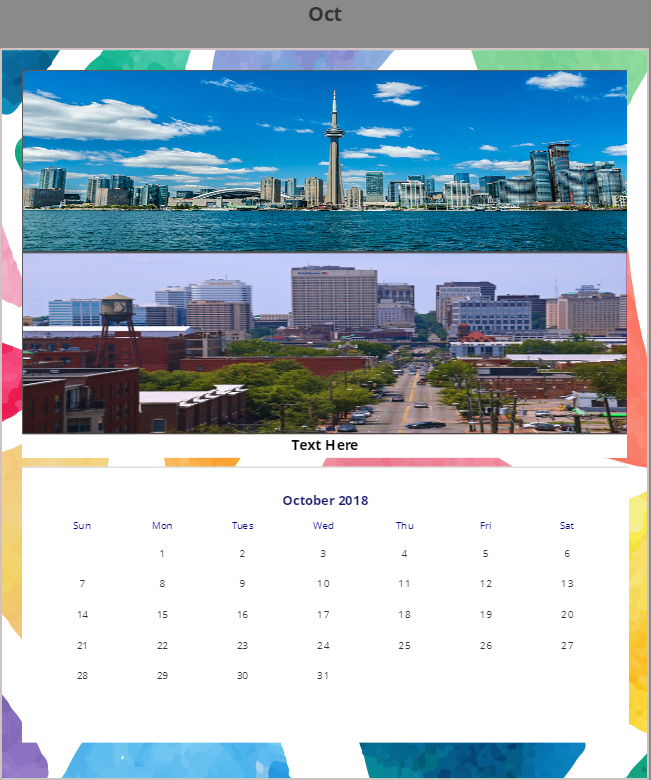 Oct
Text Here
October 2018
Sun Mon Tues Wed Thu Fri Sat
1 2 3 4 5 6
7 8 9 10 11 12 13
14 15 16 17 18 19 20
21 22 23 24 25 26 27
28 29 30 31